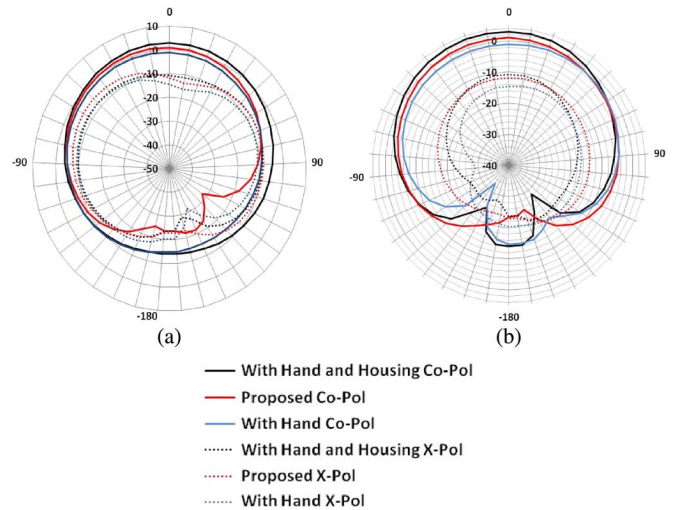 0
10
0
-10
-20
-30
-40
-50
-90
90
-180
(a)
0
0
-10
-20
-30
-40
-90
90
-180
(b)
With Hand and Housing Co-Pol
Proposed Co-Pol
With Hand Co-Pol
With Hand and Housing X-Pol
Proposed X-Pol
With Hand X-Pol